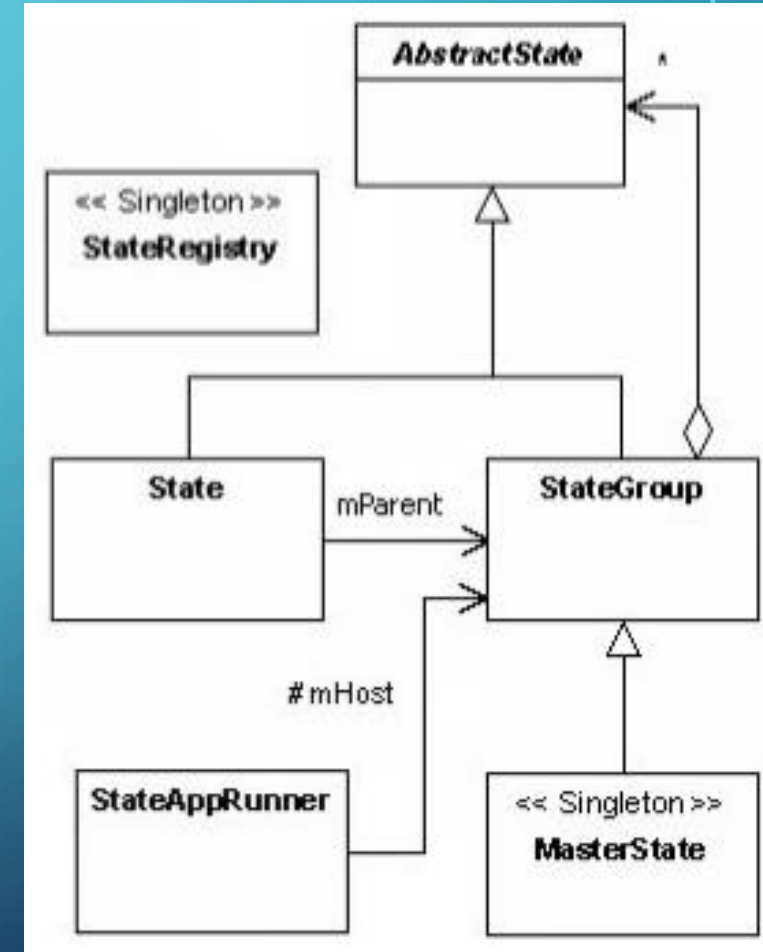 AbstractState
*
<< Singleton >>
StateRegistry
State
mParent
StateGroup
# mHost
StateAppRunner
<< Singleton >>
MasterState